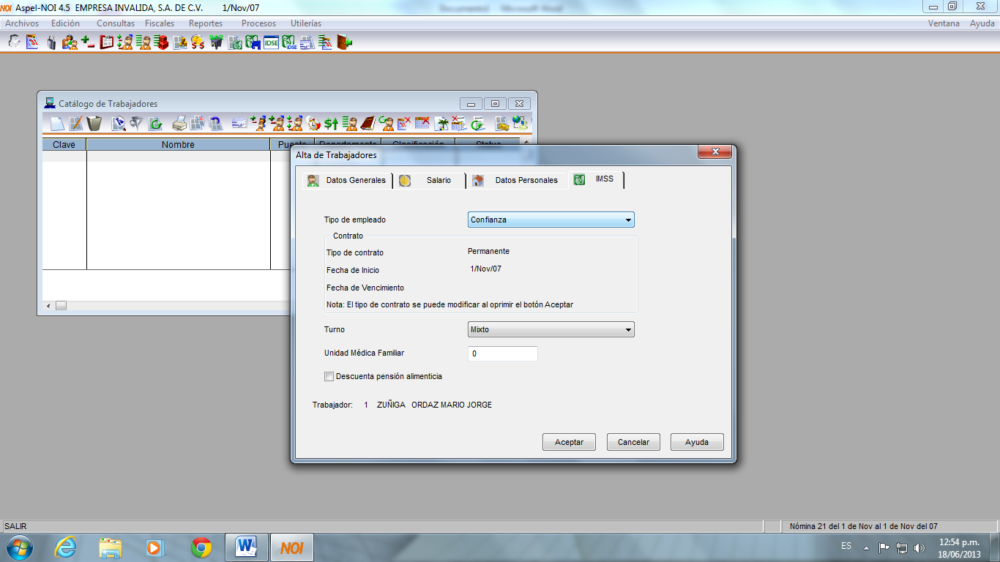 NOI Aspel-NOI 4.5 EMPRESA INVALIDA, S.A. DE C.V. 1/Nov/07
Archivos Edición Consultas Fiscales Reportes Procesos Utilerías Ventana Ayuda
IDSE IDSE
Catálogo de Trabajadores
Clave Nombre Puesto Departamento Clasificación Status
Alta de Trabajadores
Datos Generales Salario Datos Personales IMSS
Tipo de empleado Confianza
Contrato
Tipo de contrato Permanente
Fecha de Inicio 1/Nov/07
Fecha de Vencimiento
Nota: El tipo de contrato se puede modificar al oprimir el botón Aceptar
Turno Mixto
Unidad Médica Familiar 0
Descuenta pensión alimenticia
Trabajador: 1 ZUÑIGA ORDAZ MARIO JORGE
Aceptar Cancelar Ayuda
SALIR Nómina 21 del 1 de Nov al 1 de Nov del 07
NOI ES 12:54 p.m.
18/06/2013